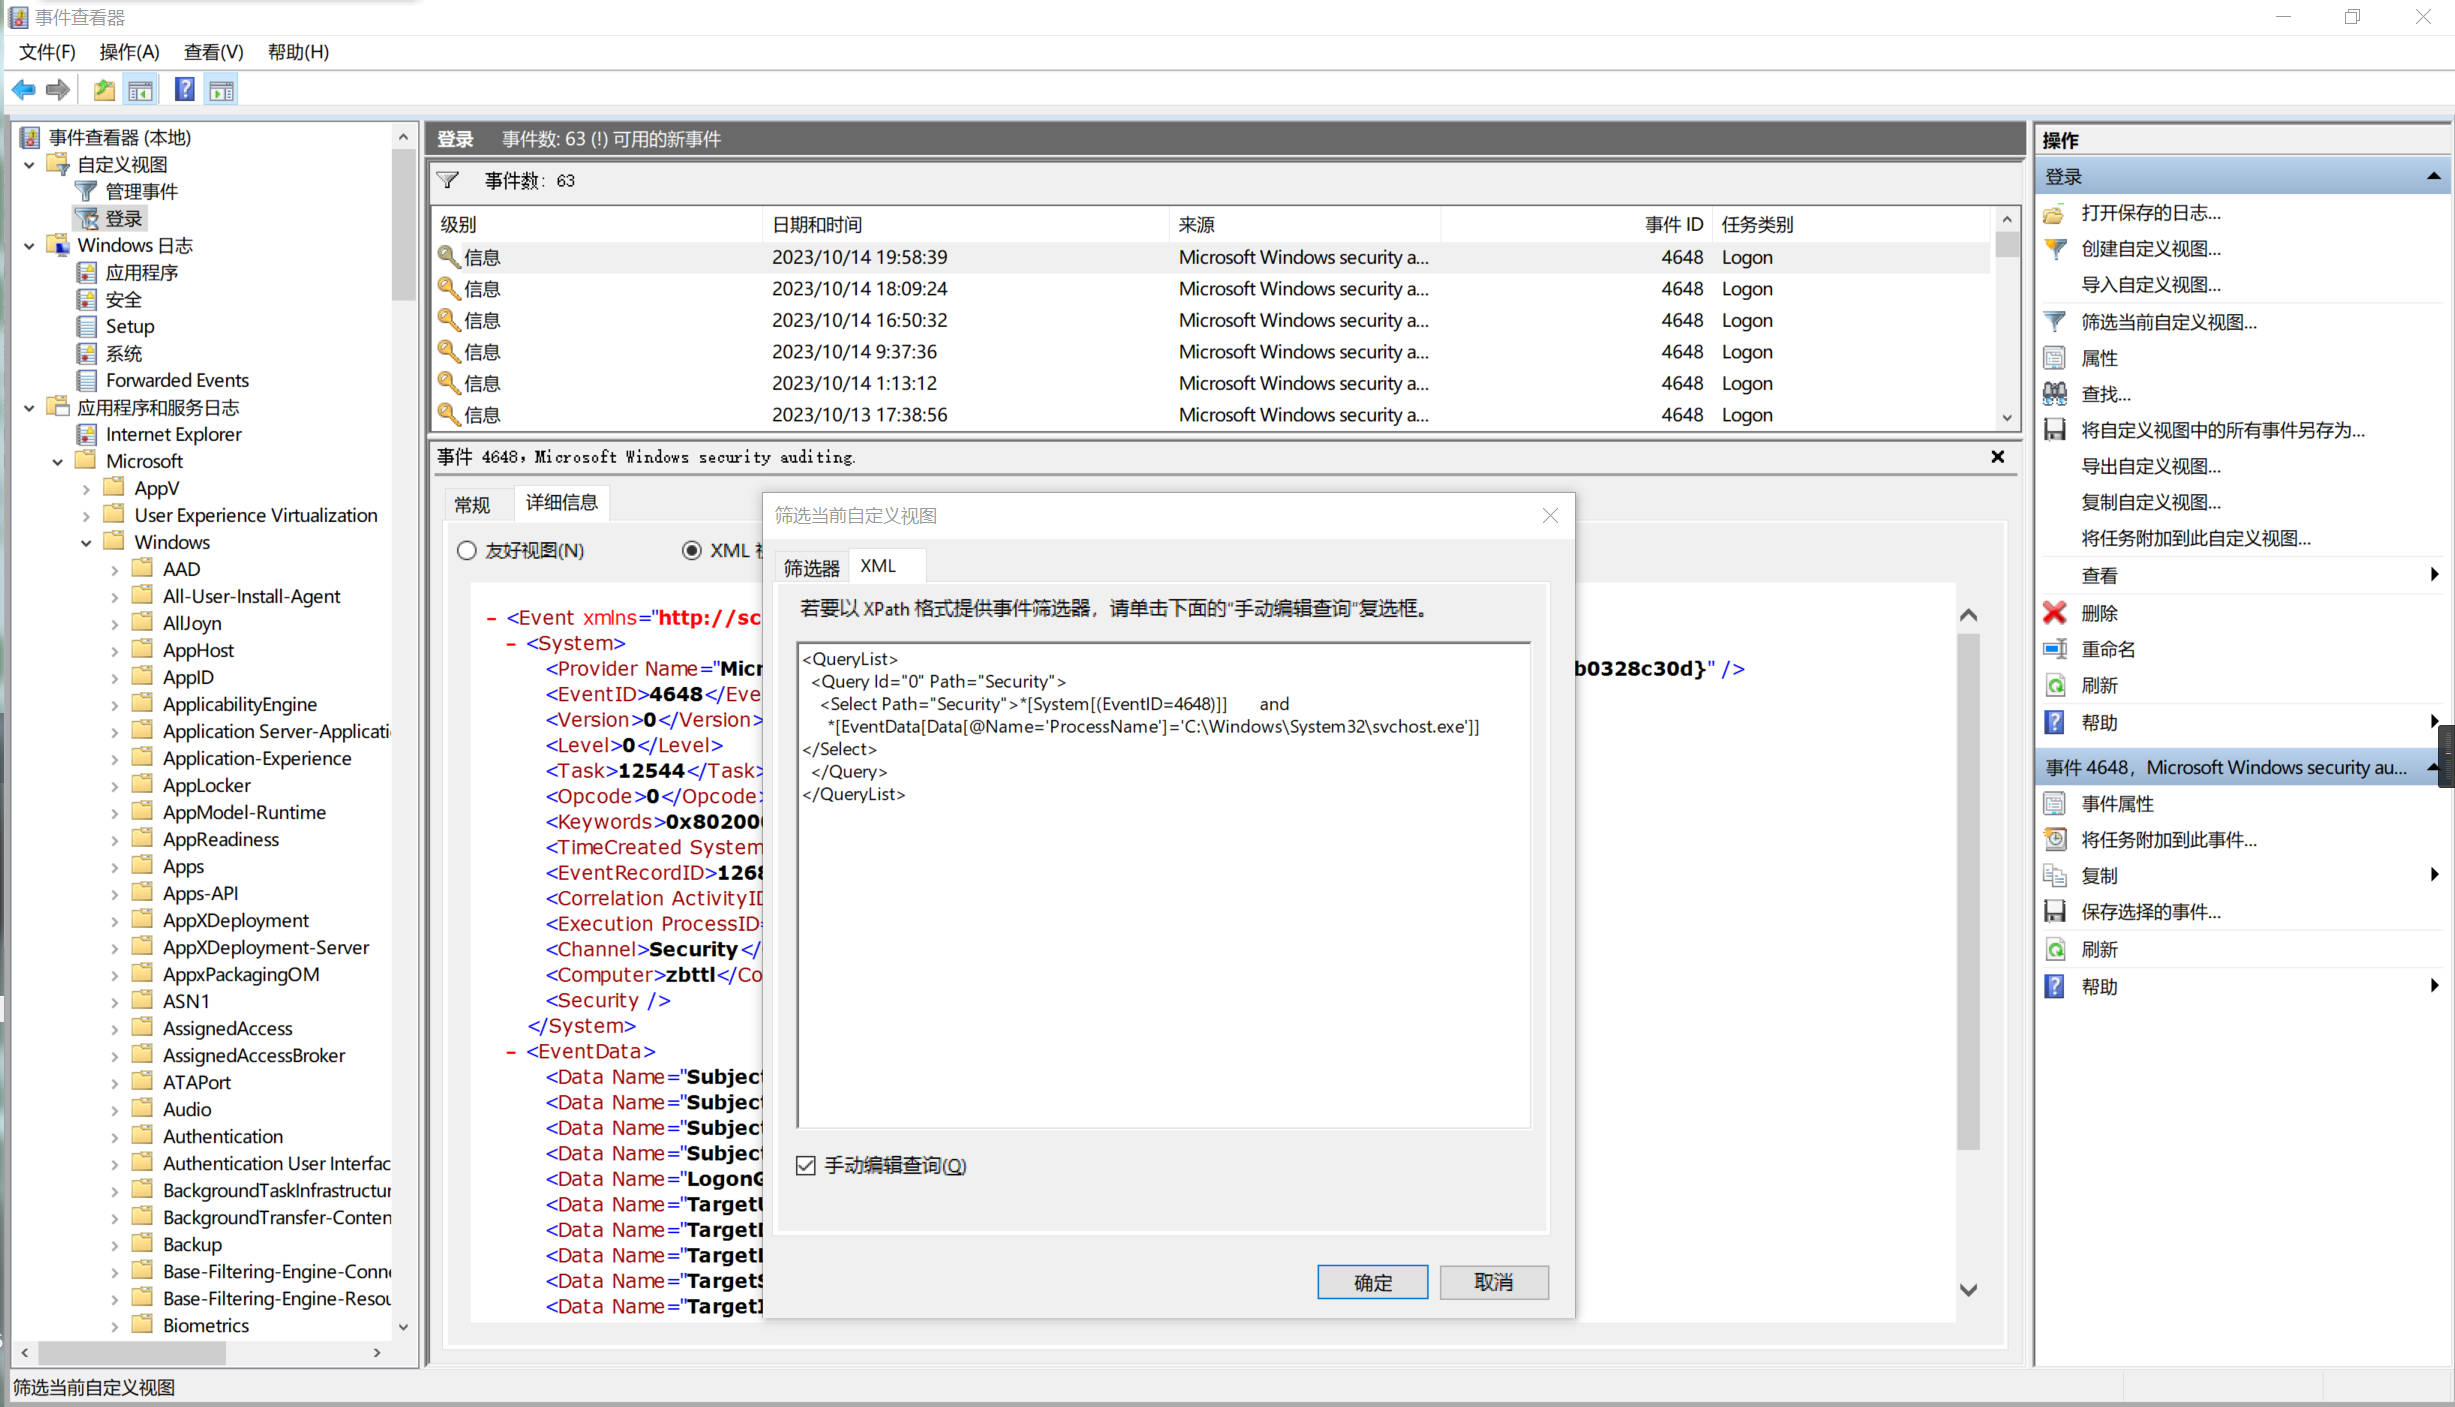 事件查看器
文件(F) 操作(A) 查看(V) 帮助(H)
事件查看器 (本地)
自定义视图
管理事件
登录
Windows 日志
应用程序
安全
Setup
系统
Forwarded Events
应用程序和服务日志
Internet Explorer
Microsoft
AppV
User Experience Virtualization
Windows
AAD
All-User-Install-Agent
AllJoyn
AppHost
AppID
ApplicabilityEngine
Application Server-Applicati
Application-Experience
AppLocker
AppModel-Runtime
AppReadiness
Apps
Apps-API
AppXDeployment
AppXDeployment-Server
AppxPackagingOM
ASN1
AssignedAccess
AssignedAccessBroker
ATAPort
Audio
Authentication
Authentication User Interfac
BackgroundTaskInfrastructur
BackgroundTransfer-Conten
Backup
Base-Filtering-Engine-Conne
Base-Filtering-Engine-Resou
Biometrics
登录 事件数: 63 (!) 可用的新事件
事件数: 63
级别 日期和时间 来源 事件 ID 任务类别
信息 2023/10/14 19:58:39 Microsoft Windows security a... 4648 Logon
信息 2023/10/14 18:09:24 Microsoft Windows security a... 4648 Logon
信息 2023/10/14 16:50:32 Microsoft Windows security a... 4648 Logon
信息 2023/10/14 9:37:36 Microsoft Windows security a... 4648 Logon
信息 2023/10/14 1:13:12 Microsoft Windows security a... 4648 Logon
信息 2023/10/13 17:38:56 Microsoft Windows security a... 4648 Logon
事件 4648，Microsoft Windows security auditing.
常规 详细信息
友好视图(N) XML
- <Event xmlns="http://sc
- <System>
<Provider Name="Micr b0328c30d}" />
<EventID>4648</Eve
<Version>0</Version>
<Level>0</Level>
<Task>12544</Task>
<Opcode>0</Opcode>
<Keywords>0x80200
<TimeCreated System
<EventRecordID>1268
<Correlation ActivityID
<Execution ProcessID=
<Channel>Security</
<Computer>zbttl</Co
<Security />
</System>
- <EventData>
<Data Name="Subject
<Data Name="Subject
<Data Name="Subject
<Data Name="Subject
<Data Name="LogonG
<Data Name="TargetU
<Data Name="Target
<Data Name="Target
<Data Name="TargetS
<Data Name="TargetI
筛选当前自定义视图
筛选器 XML
若要以 XPath 格式提供事件筛选器，请单击下面的"手动编辑查询"复选框。
<QueryList>
<Query Id="0" Path="Security">
<Select Path="Security">*[System[(EventID=4648)]] and
*[EventData[Data[@Name='ProcessName']='C:\Windows\System32\svchost.exe']]
</Select>
</Query>
</QueryList>
手动编辑查询(Q)
确定 取消
操作
登录
打开保存的日志...
创建自定义视图...
导入自定义视图...
筛选当前自定义视图...
属性
查找...
将自定义视图中的所有事件另存为...
导出自定义视图...
复制自定义视图...
将任务附加到此自定义视图...
查看
删除
重命名
刷新
帮助
事件 4648，Microsoft Windows security au...
事件属性
将任务附加到此事件...
复制
保存选择的事件...
刷新
帮助
筛选当前自定义视图